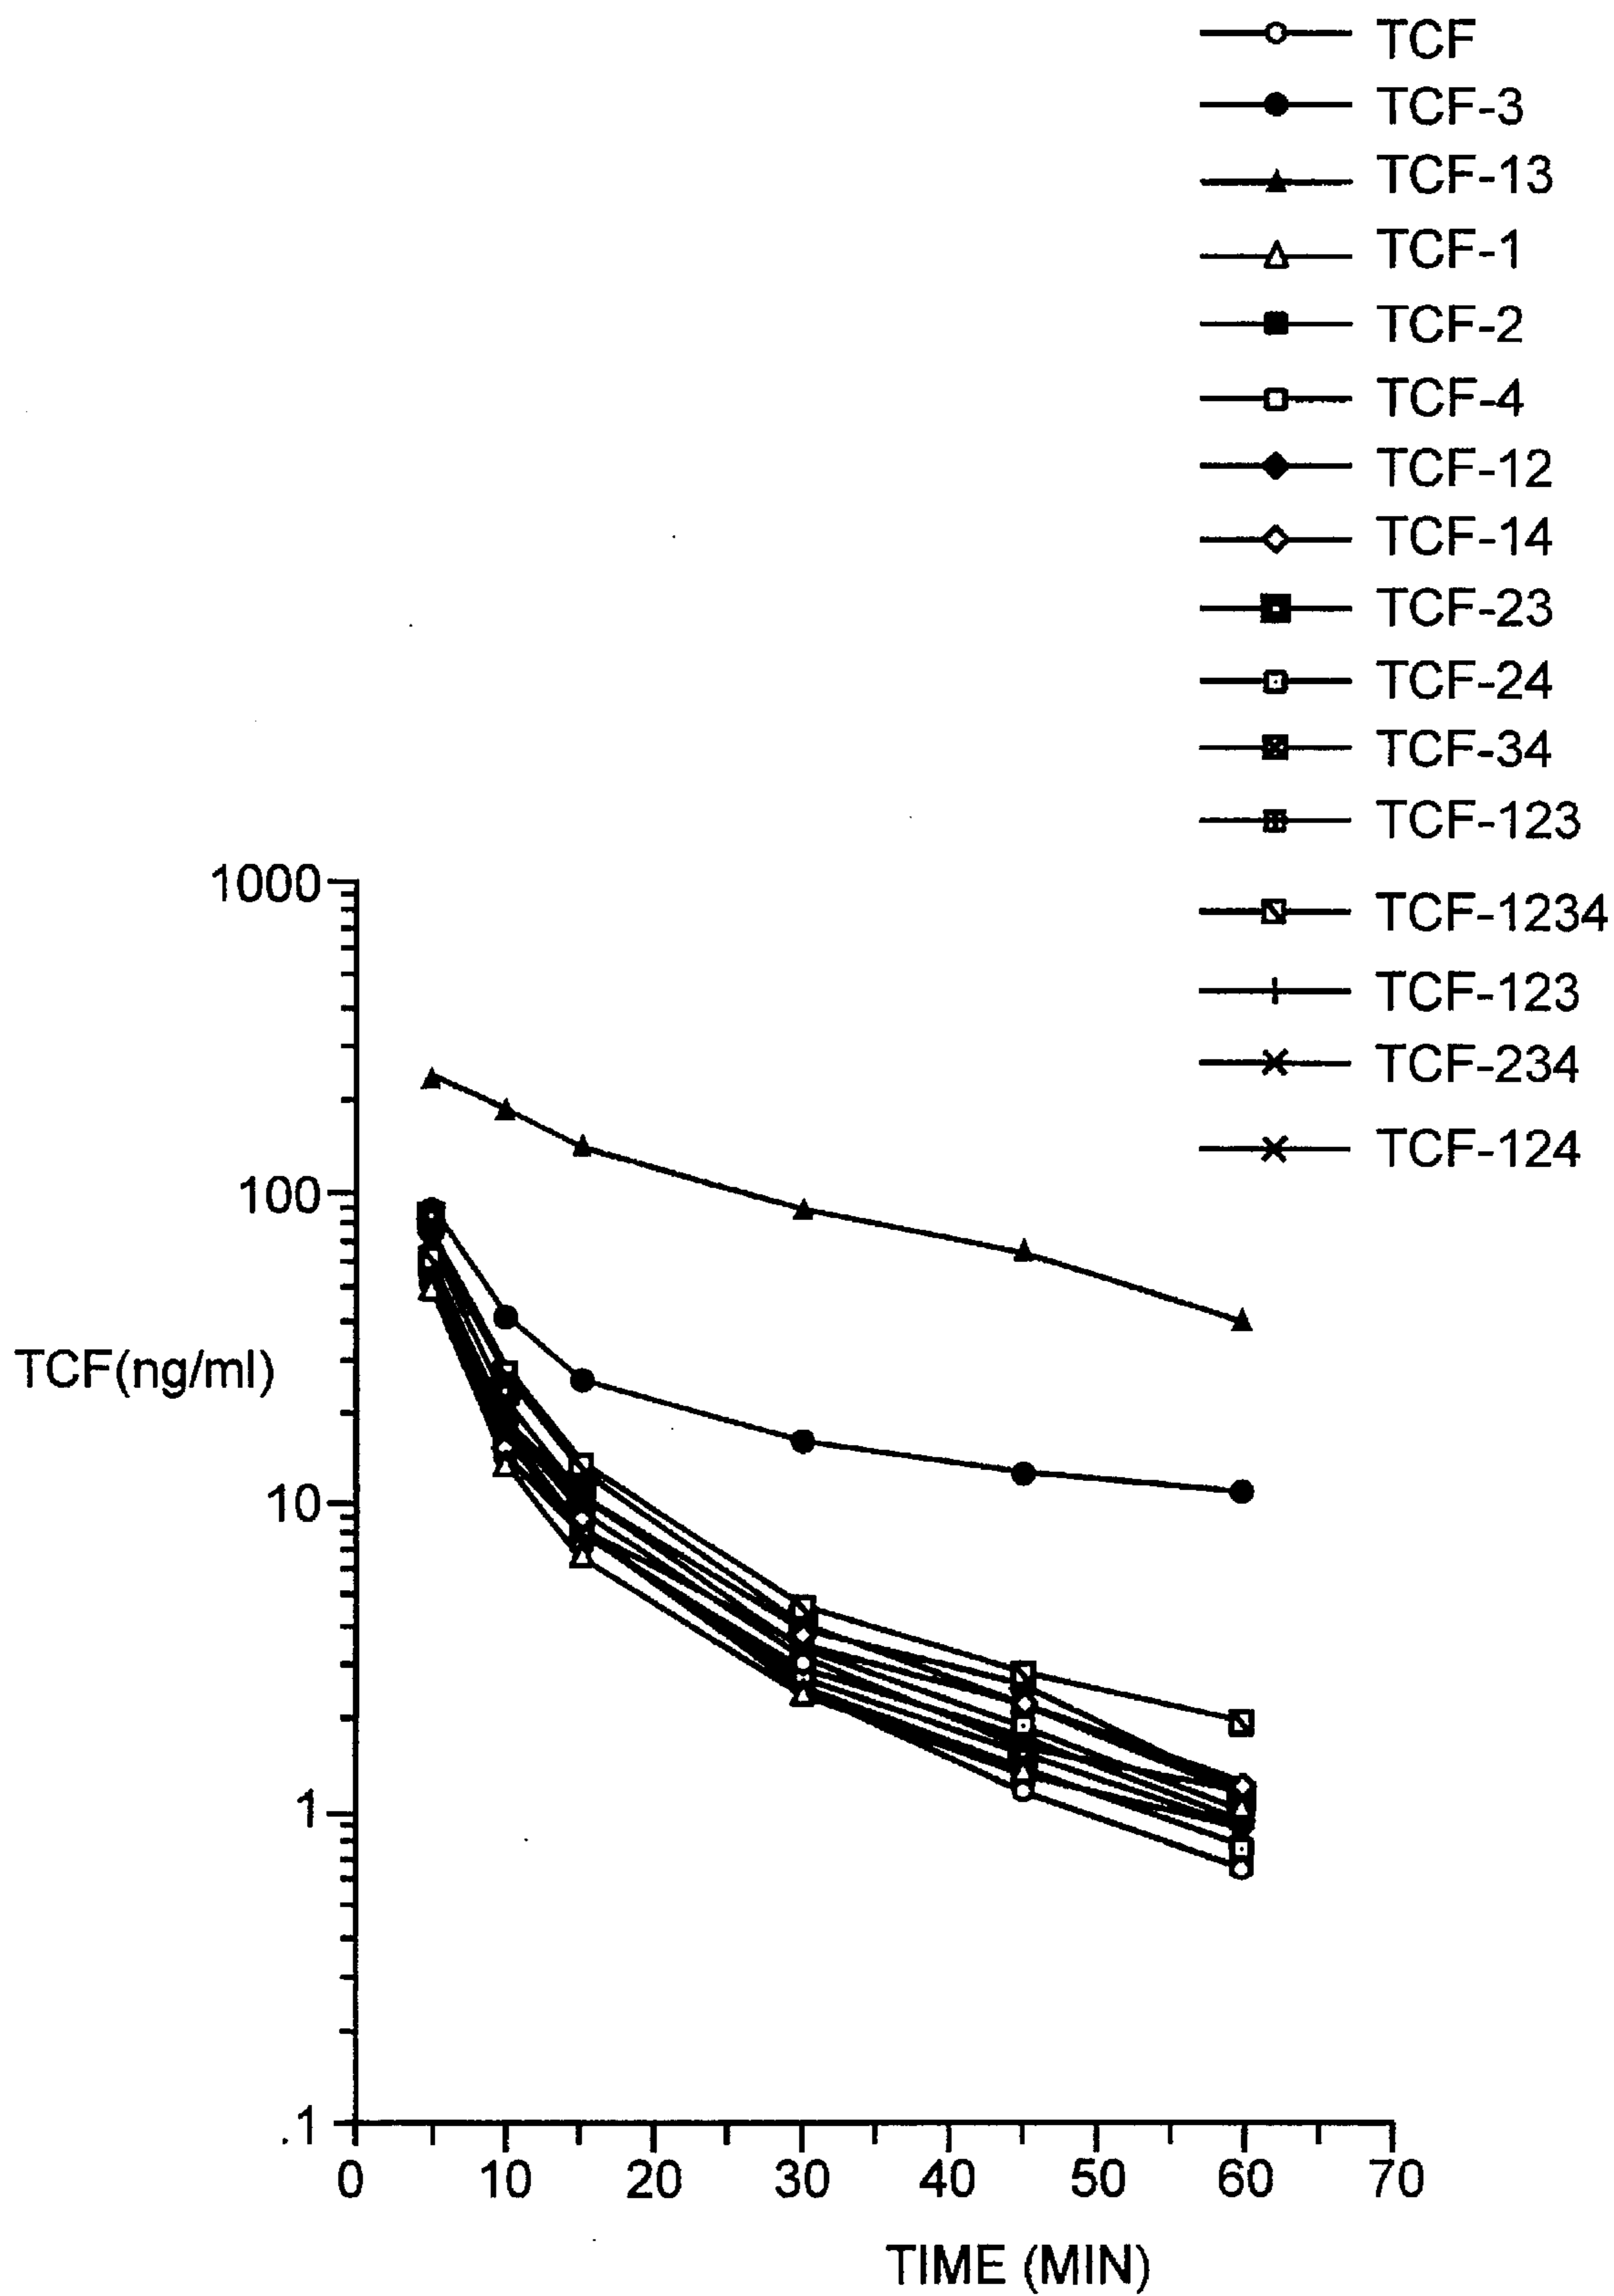 TCF
TCF-3
TCF-13
TCF-1
TCF-2
TCF-4
TCF-12
TCF-14
TCF-23
TCF-24
TCF-34
TCF-123
TCF-1234
TCF-123
TCF-234
TCF-124
1000
100
TCF(ng/ml)
10
1
.1
0 10 20 30 40 50 60 70
TIME (MIN)